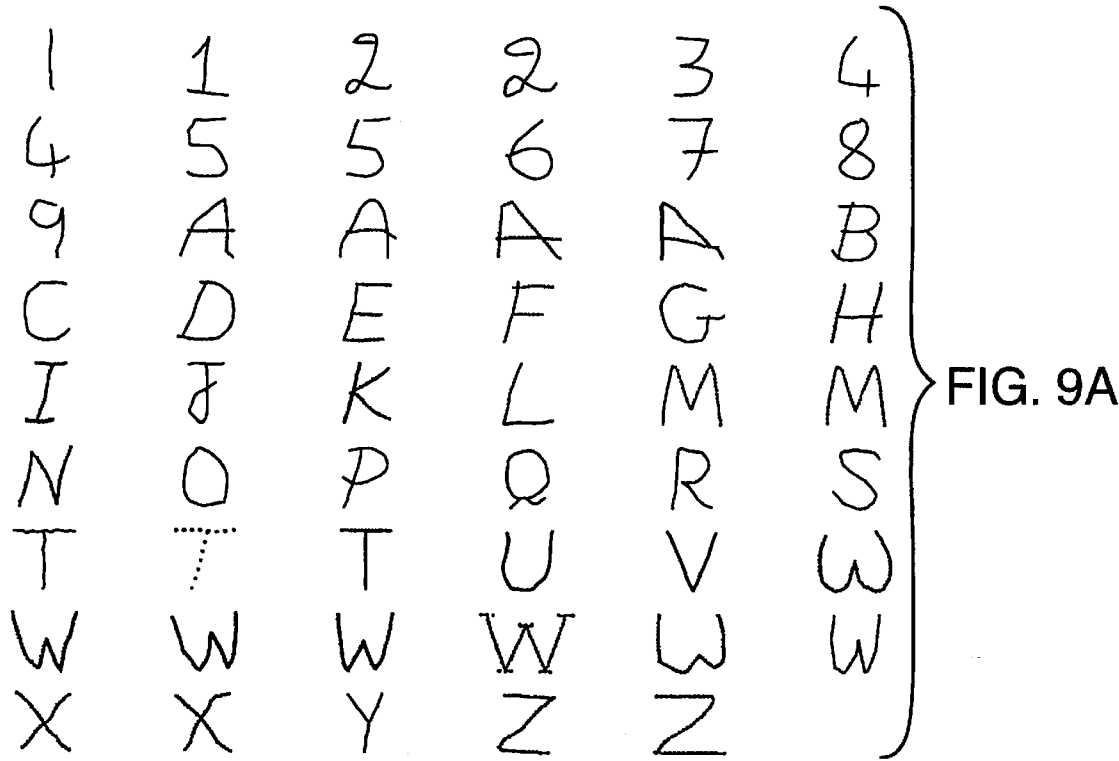 1 1 2 2 3 4
4 5 5 6 7 8
9 A A A A B
C D E F G H
I J K L M M
FIG. 9A
N O P Q R S
T T T U V W
W W W W W W
X X Y Z Z